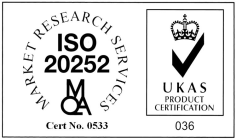 MARKET RESEARCH SERVICES
ISO
20252
MQA
Cert No. 0533
UKAS
PRODUCT
CERTIFICATION
036